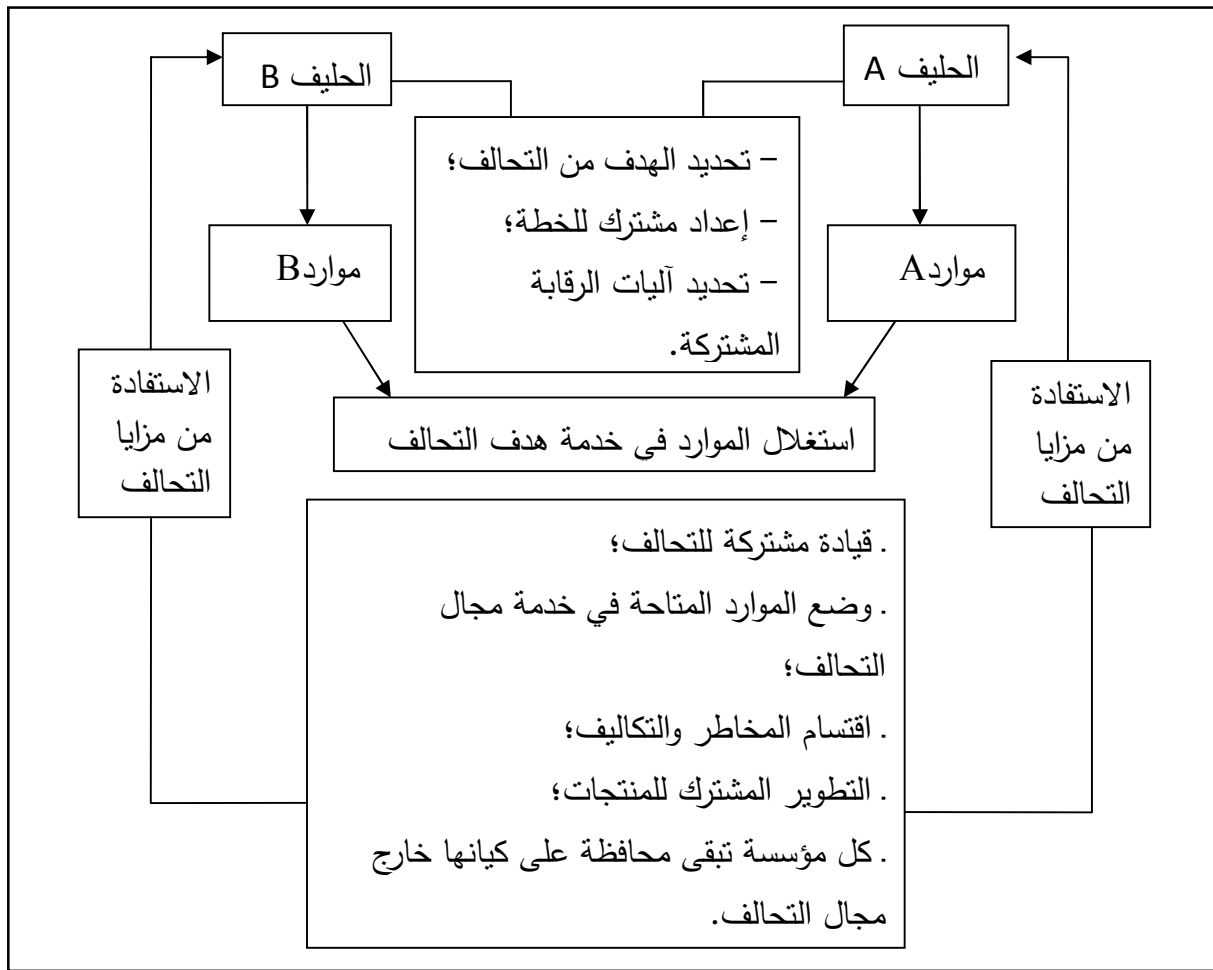 الحليف A
الحليف B
– تحديد الهدف من التحالف؛
– إعداد مشترك للخطة؛
– تحديد آليات الرقابة
المشتركة.
مواردA
مواردB
الاستفادة
من مزايا
التحالف
الاستفادة
من مزايا
التحالف
استغلال الموارد في خدمة هدف التحالف
. قيادة مشتركة للتحالف؛
. وضع الموارد المتاحة في خدمة مجال
التحالف؛
. اقتسام المخاطر والتكاليف؛
. التطوير المشترك للمنتجات؛
. كل مؤسسة تبقى محافظة على كيانها خارج
مجال التحالف.